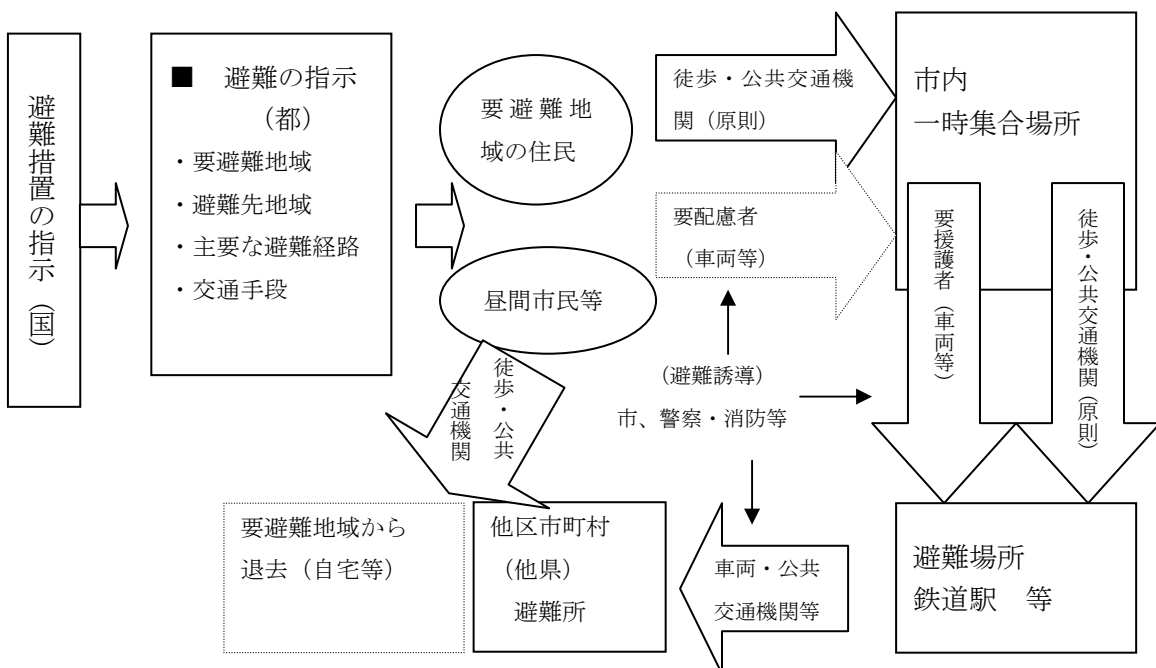 避難措置の指示（国）
■　避難の指示
（都）
・要避難地域
・避難先地域
・主要な避難経路
・交通手段
要避難地
域の住民
昼間市民等
徒歩・公共交通機
関（原則）
要配慮者
（車両等）
市内
一時集合場所
要援護者（車両等）
徒歩・公共交通機関（原則）
徒歩・公共
交通機関
（避難誘導）
市、警察・消防等
要避難地域から
退去（自宅等）
他区市町村
（他県）
避難所
車両・公共
交通機関等
避難場所
鉄道駅　等